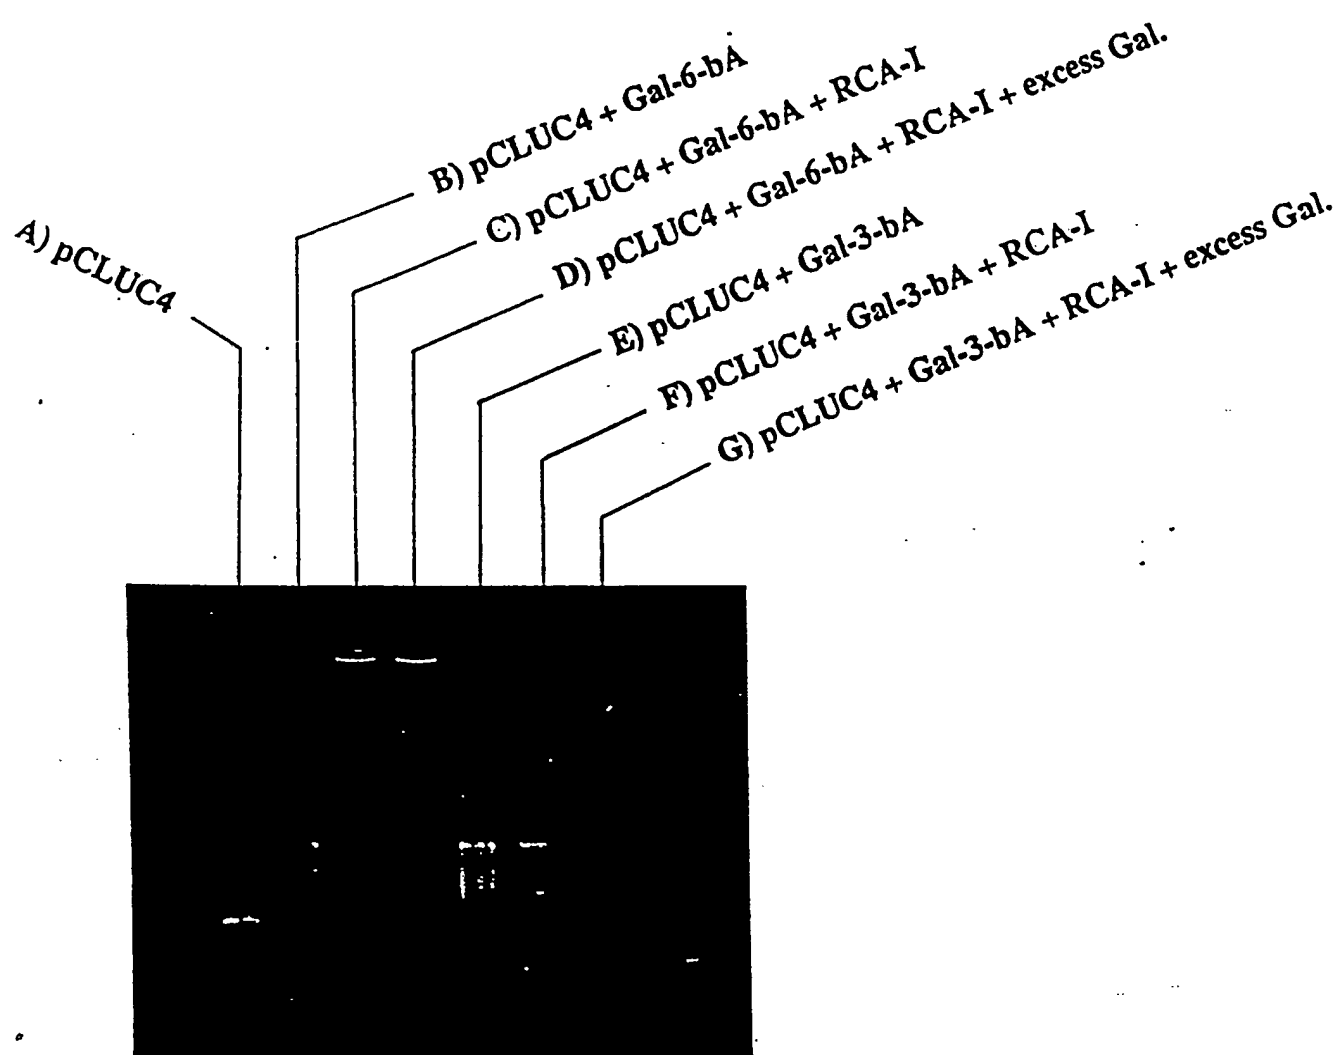 A) pCLUC4
B) pCLUC4 + Gal-6-bA
C) pCLUC4 + Gal-6-bA + RCA-I
D) pCLUC4 + Gal-6-bA + RCA-I + excess Gal.
E) pCLUC4 + Gal-3-bA
F) pCLUC4 + Gal-3-bA + RCA-I
G) pCLUC4 + Gal-3-bA + RCA-I + excess Gal.